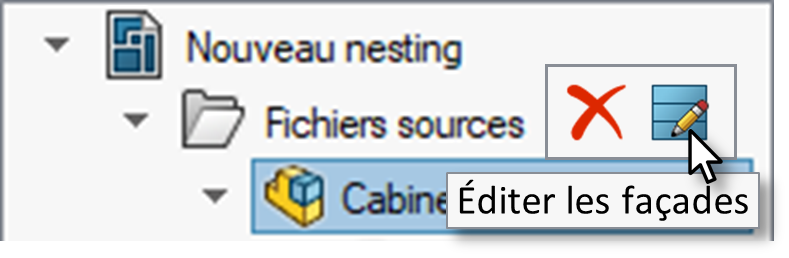 Nouveau nesting
Fichiers sources
Cabine
Éditer les façades